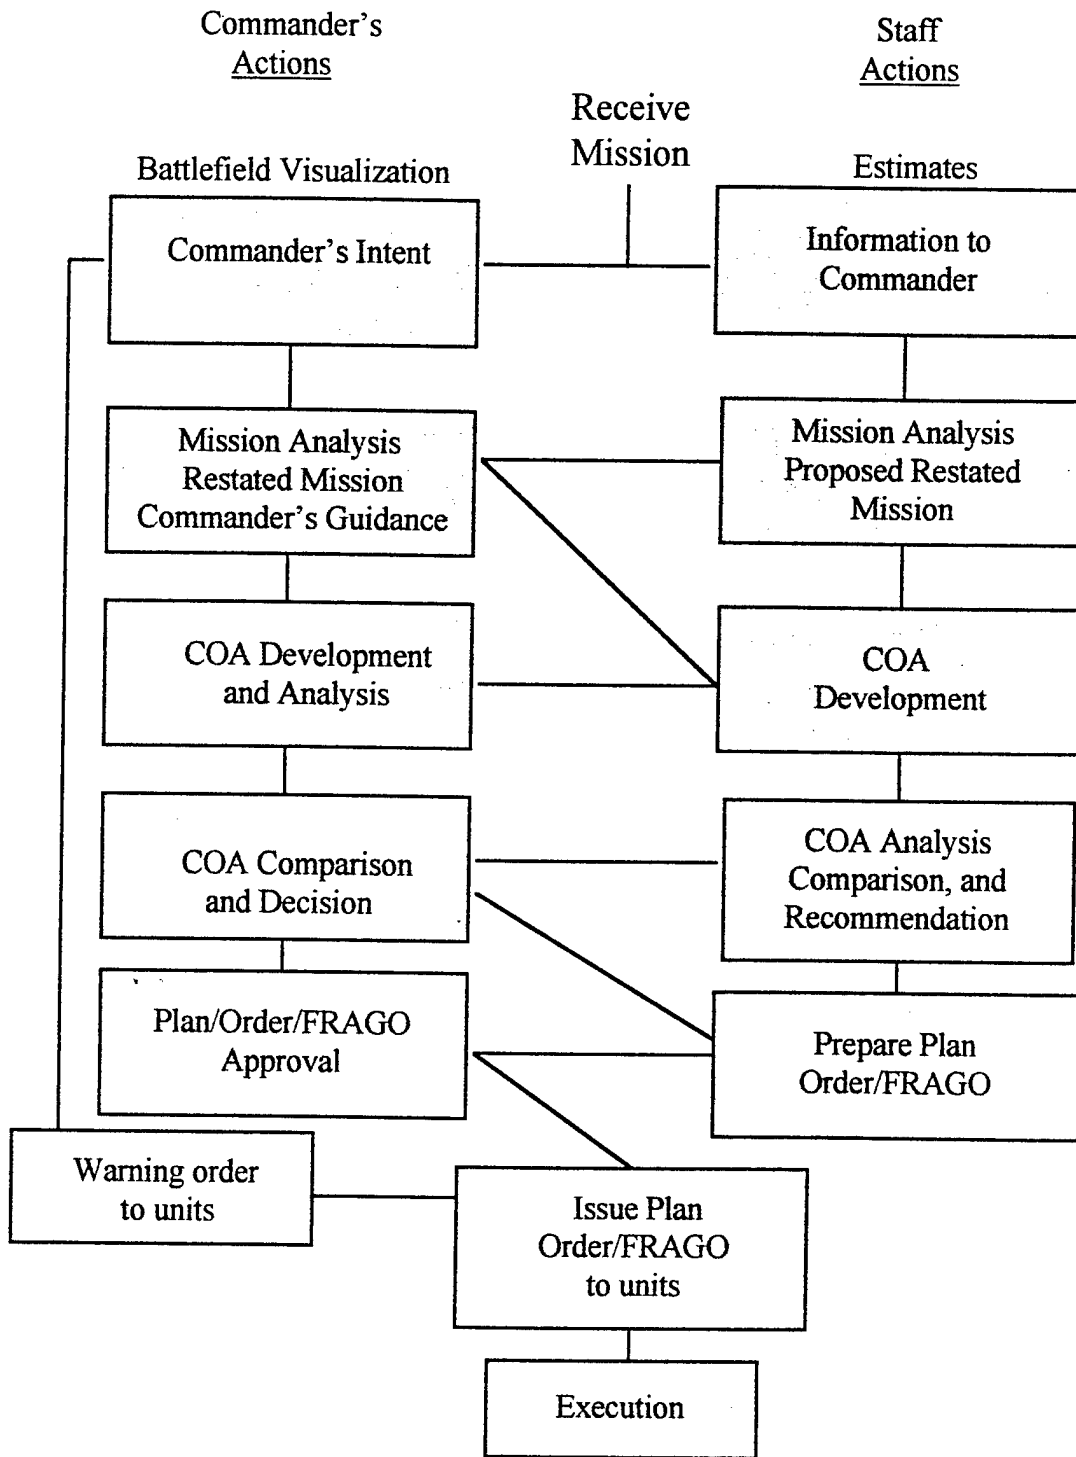 Commander's
Actions
Staff
Actions
Receive
Mission
Battlefield Visualization
Estimates
Commander's Intent
Information to
Commander
Mission Analysis
Restated Mission
Commander's Guidance
Mission Analysis
Proposed Restated
Mission
COA Development
and Analysis
COA
Development
COA Comparison
and Decision
COA Analysis
Comparison, and
Recommendation
Plan/Order/FRAGO
Approval
Prepare Plan
Order/FRAGO
Warning order
to units
Issue Plan
Order/FRAGO
to units
Execution